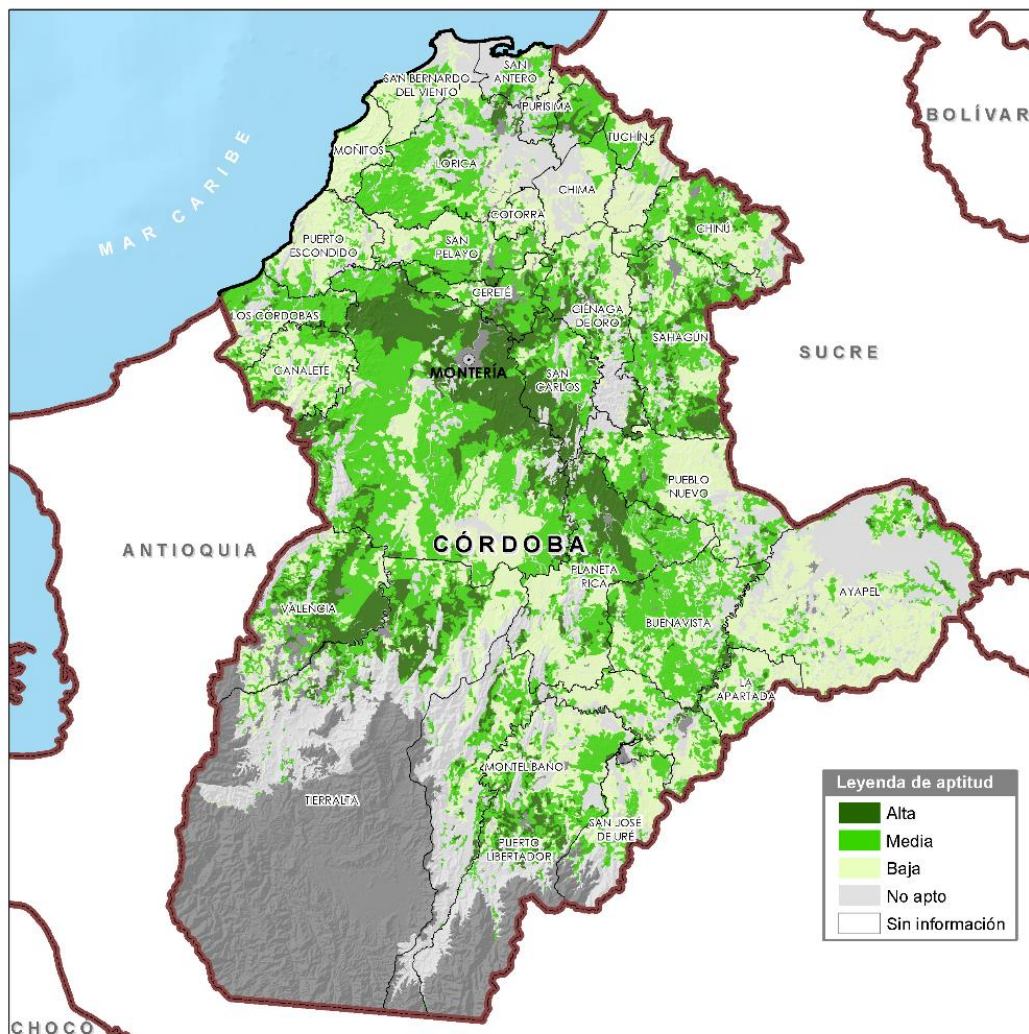 SAN
ANTERO
SAN BERNARDO
DEL VIENTO
PURÍSIMA
BOLÍVAR
TUCHÍN
MOÑITOS
LORICA
MAR CARIBE
CHIMA
COTORRA
CHINÚ
PUERTO
ESCONDIDO
SAN
PELAYO
CERETÉ
CIÉNAGA
DE ORO
LOS CÓRDOBAS
SAHAGÚN
SUCRE
CANALETE
MONTERÍA
SAN
CARLOS
PUEBLO
NUEVO
ANTIOQUIA
CÓRDOBA
PLANETA
RICA
AYAPEL
VALENCIA
BUENAVISTA
LA
APARTADA
MONTELÍBANO
TIERRALTA
SAN JOSÉ
DE URÉ
PUERTO
LIBERTADOR
Leyenda de aptitud
Alta
Media
Baja
No apto
Sin información
CHOCÓ